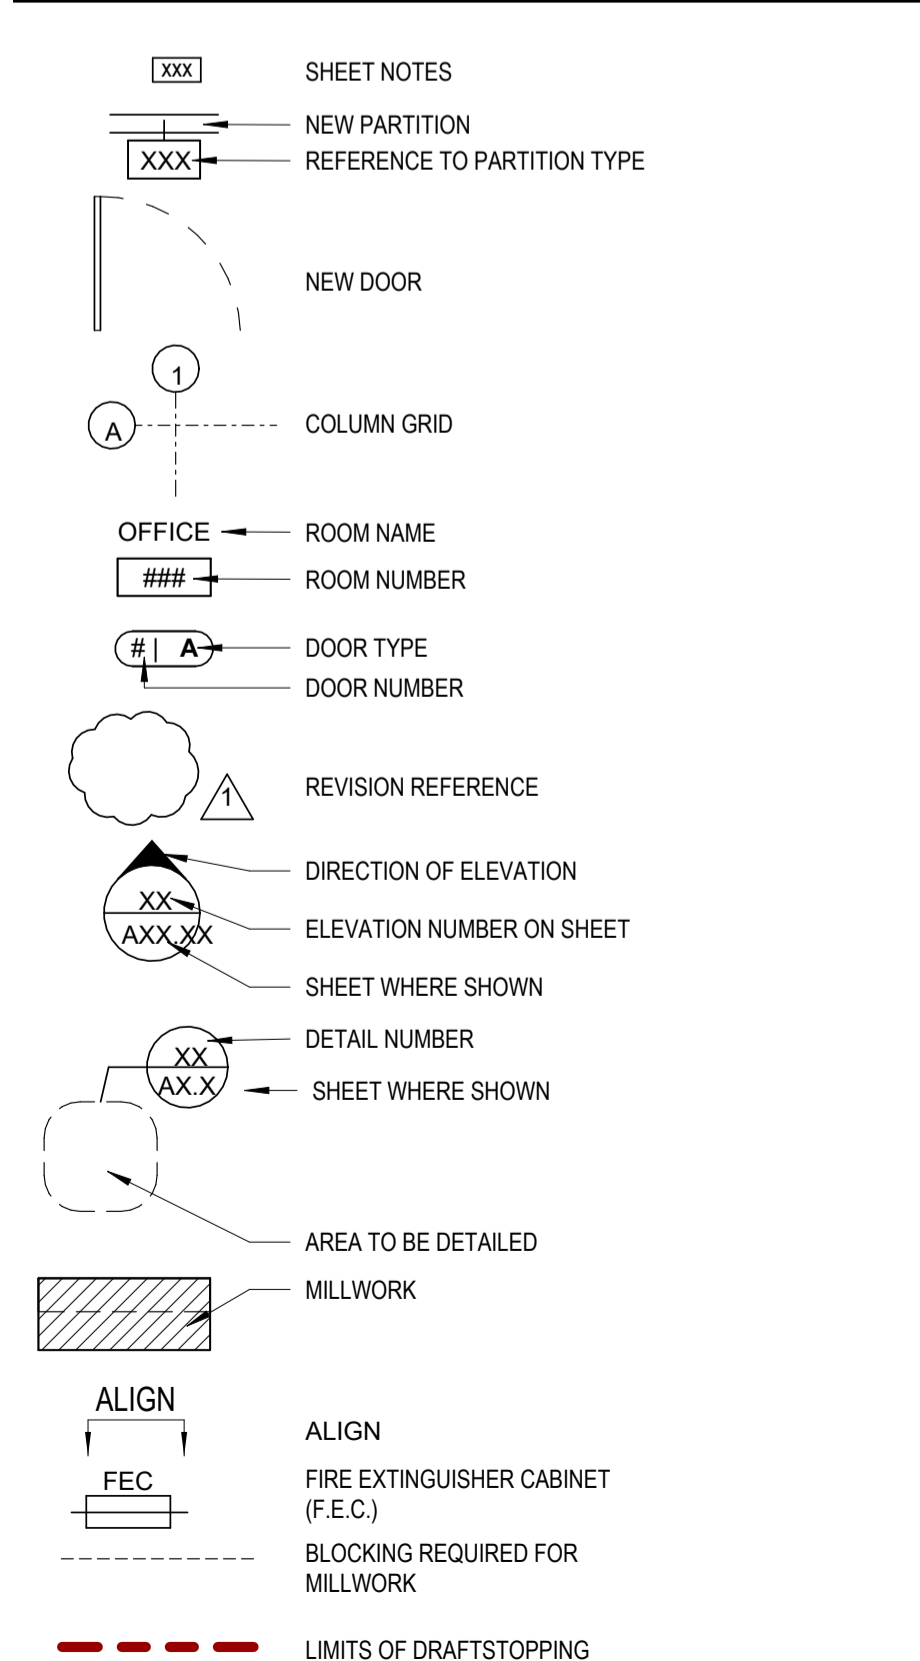 XXX SHEET NOTES
NEW PARTITION
XXX REFERENCE TO PARTITION TYPE
NEW DOOR
1
A COLUMN GRID
OFFICE ROOM NAME
### ROOM NUMBER
# | A DOOR TYPE
DOOR NUMBER
1 REVISION REFERENCE
DIRECTION OF ELEVATION
XX ELEVATION NUMBER ON SHEET
AXX.XX
SHEET WHERE SHOWN
DETAIL NUMBER
XX
AX.X SHEET WHERE SHOWN
AREA TO BE DETAILED
MILLWORK
ALIGN
ALIGN
FEC FIRE EXTINGUISHER CABINET
(F.E.C.)
BLOCKING REQUIRED FOR
MILLWORK
LIMITS OF DRAFTSTOPPING